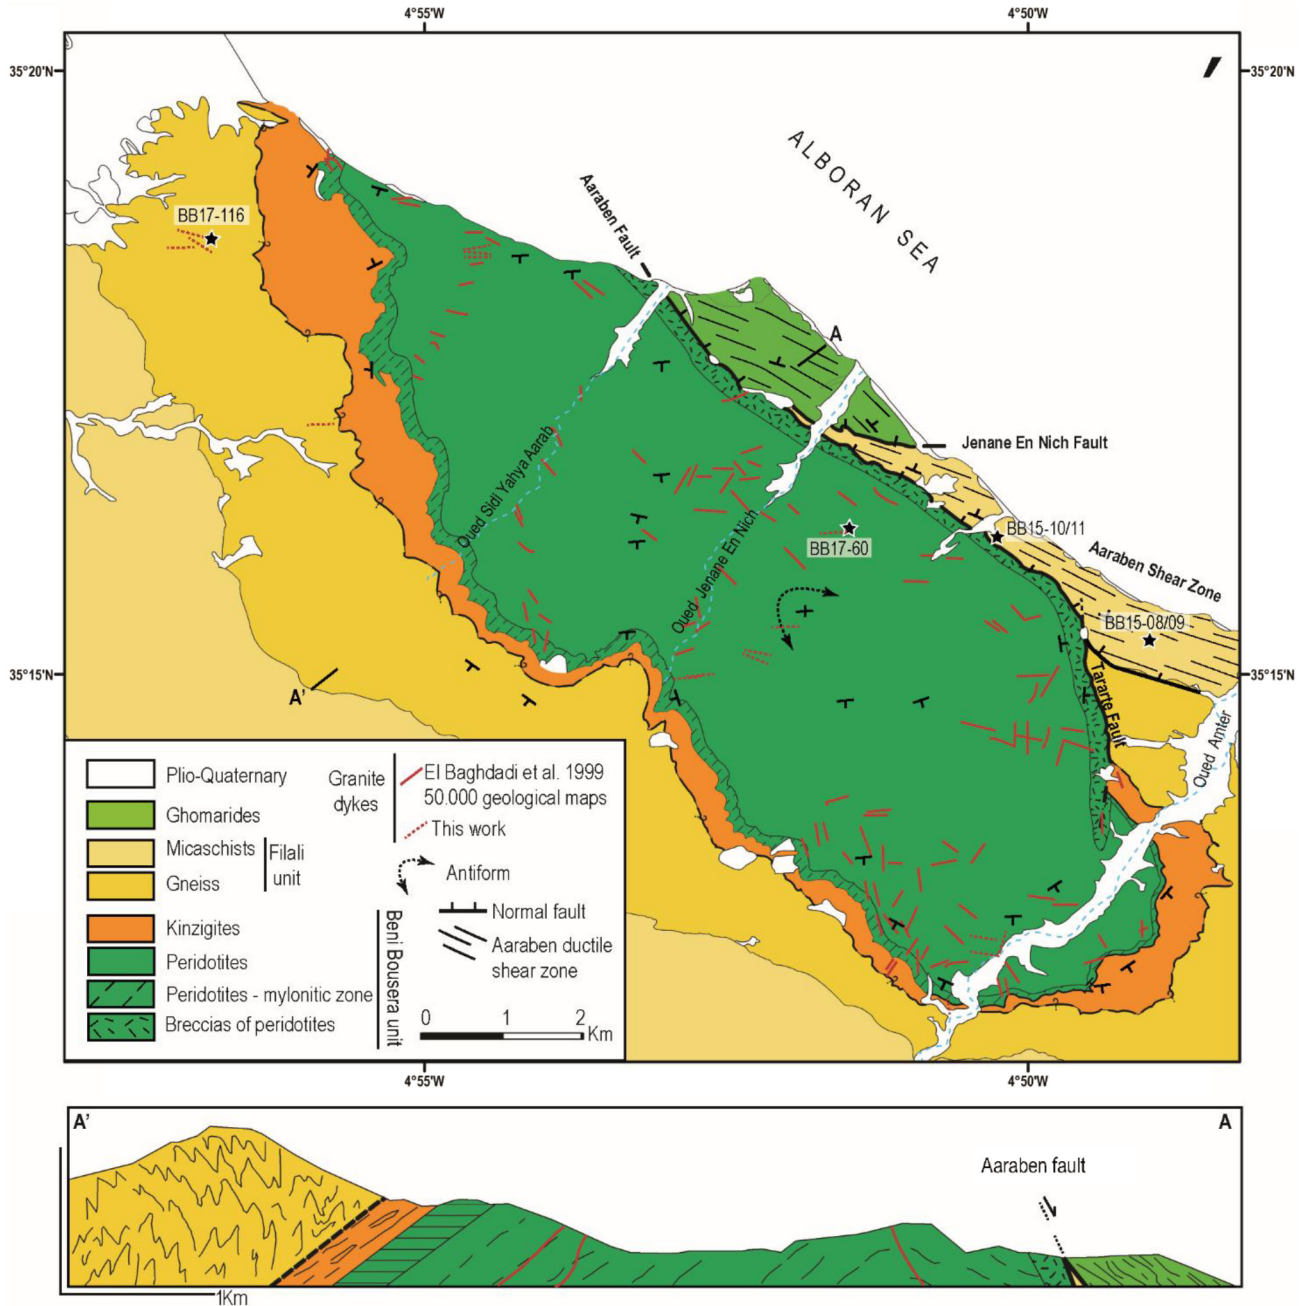 4°55'W
4°50'W
35°20'N
35°20'N
ALBORAN SEA
Aaraben Fault
BB17-116
A
Jenane En Nich Fault
Oued Sidi Yahya Aarab
Oued Jenane En Nich
BB17-60
BB15-10/11
Aaraben Shear Zone
BB15-08/09
35°15'N
35°15'N
A'
Tararte Fault
Oued Amter
Plio-Quaternary
Ghomarides
Micaschists
Gneiss
Filali
unit
Kinzigites
Peridotites
Peridotites - mylonitic zone
Breccias of peridotites
Beni Bousera unit
Granite
dykes
El Baghdadi et al. 1999
50.000 geological maps
This work
Antiform
Normal fault
Aaraben ductile
shear zone
0 1 2
Km
4°55'W
4°50'W
A'
A
Aaraben fault
1Km